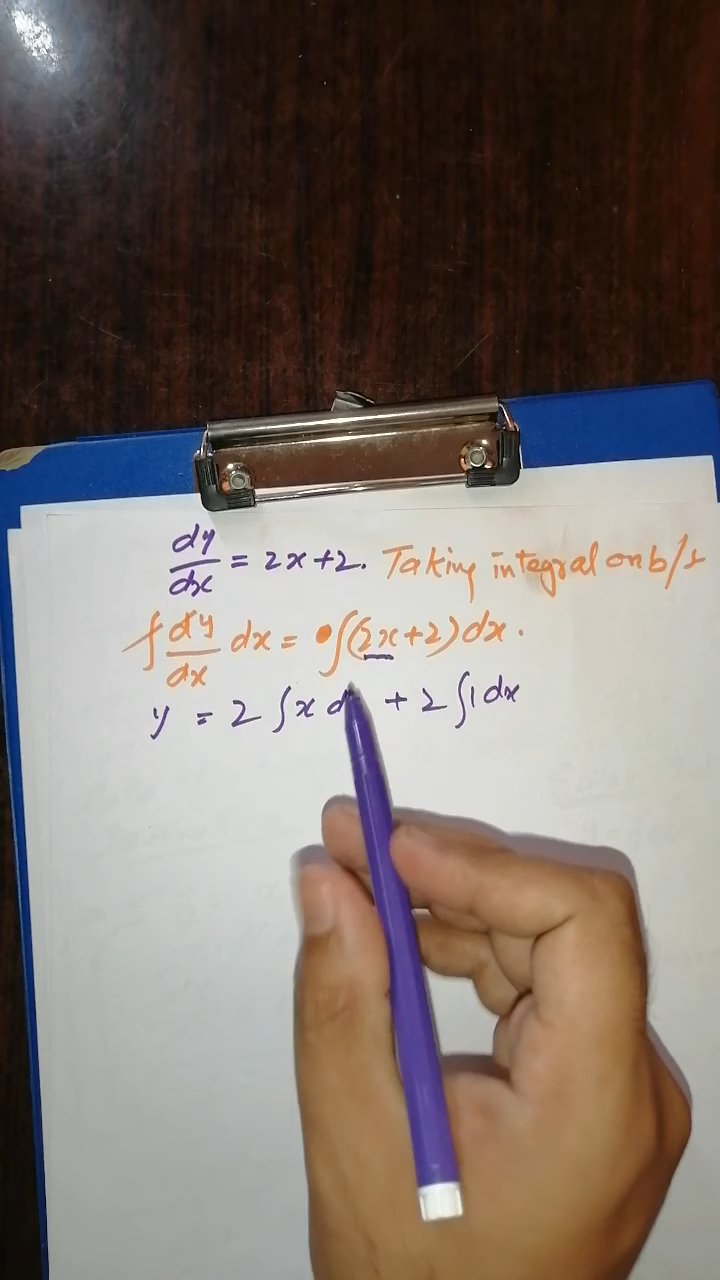 dy/dx = 2x+2. Taking integral on b/s
∫ dy/dx dx = ∫(2x+2)dx.
y = 2 ∫x d + 2 ∫1 dx